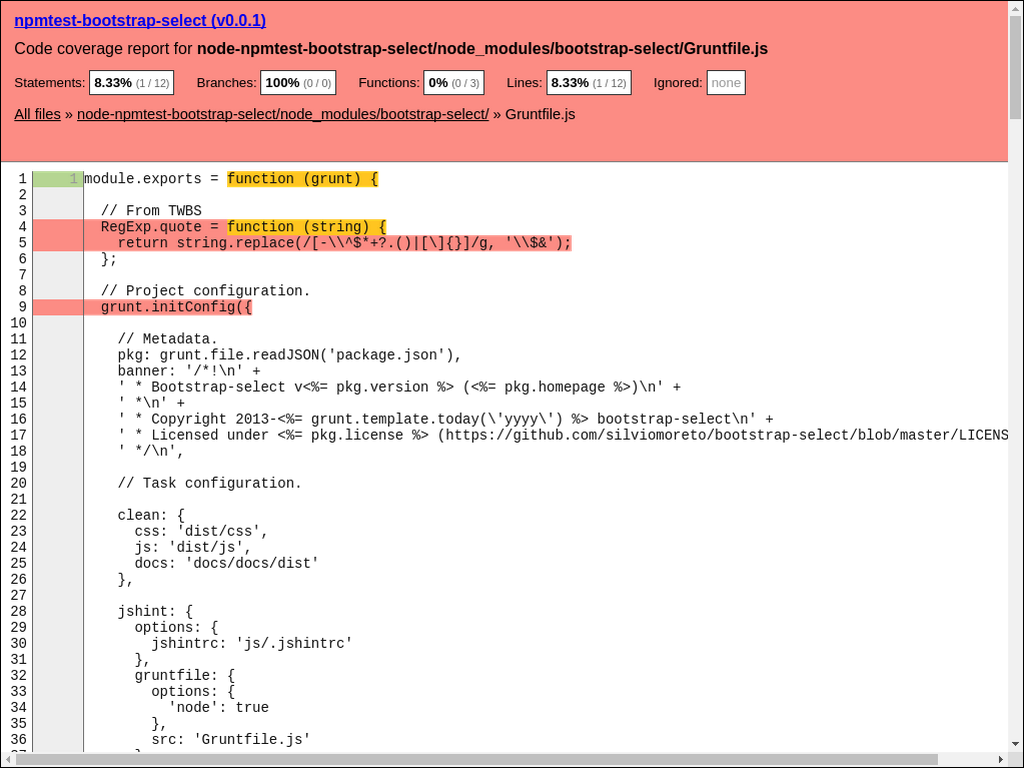 npmtest-bootstrap-select (v0.0.1)
Code coverage report for node-npmtest-bootstrap-select/node_modules/bootstrap-select/Gruntfile.js
Statements: 8.33% (1 / 12) Branches: 100% (0 / 0) Functions: 0% (0 / 3) Lines: 8.33% (1 / 12) Ignored: none
All files » node-npmtest-bootstrap-select/node_modules/bootstrap-select/ » Gruntfile.js
1 1 module.exports = function (grunt) {
2
3 // From TWBS
4 RegExp.quote = function (string) {
5 return string.replace(/[-\\^$*+?.()|[\]{}]/g, '\\$&');
6 };
7
8 // Project configuration.
9 grunt.initConfig({
10
11 // Metadata.
12 pkg: grunt.file.readJSON('package.json'),
13 banner: '/*!\n' +
14 ' * Bootstrap-select v<%= pkg.version %> (<%= pkg.homepage %>)\n' +
15 ' *\n' +
16 ' * Copyright 2013-<%= grunt.template.today(\'yyyy\') %> bootstrap-select\n' +
17 ' * Licensed under <%= pkg.license %> (https://github.com/silviomoreto/bootstrap-select/blob/master/LICENS
18 ' */\n',
19
20 // Task configuration.
21
22 clean: {
23 css: 'dist/css',
24 js: 'dist/js',
25 docs: 'docs/docs/dist'
26 },
27
28 jshint: {
29 options: {
30 jshintrc: 'js/.jshintrc'
31 },
32 gruntfile: {
33 options: {
34 'node': true
35 },
36 src: 'Gruntfile.js'